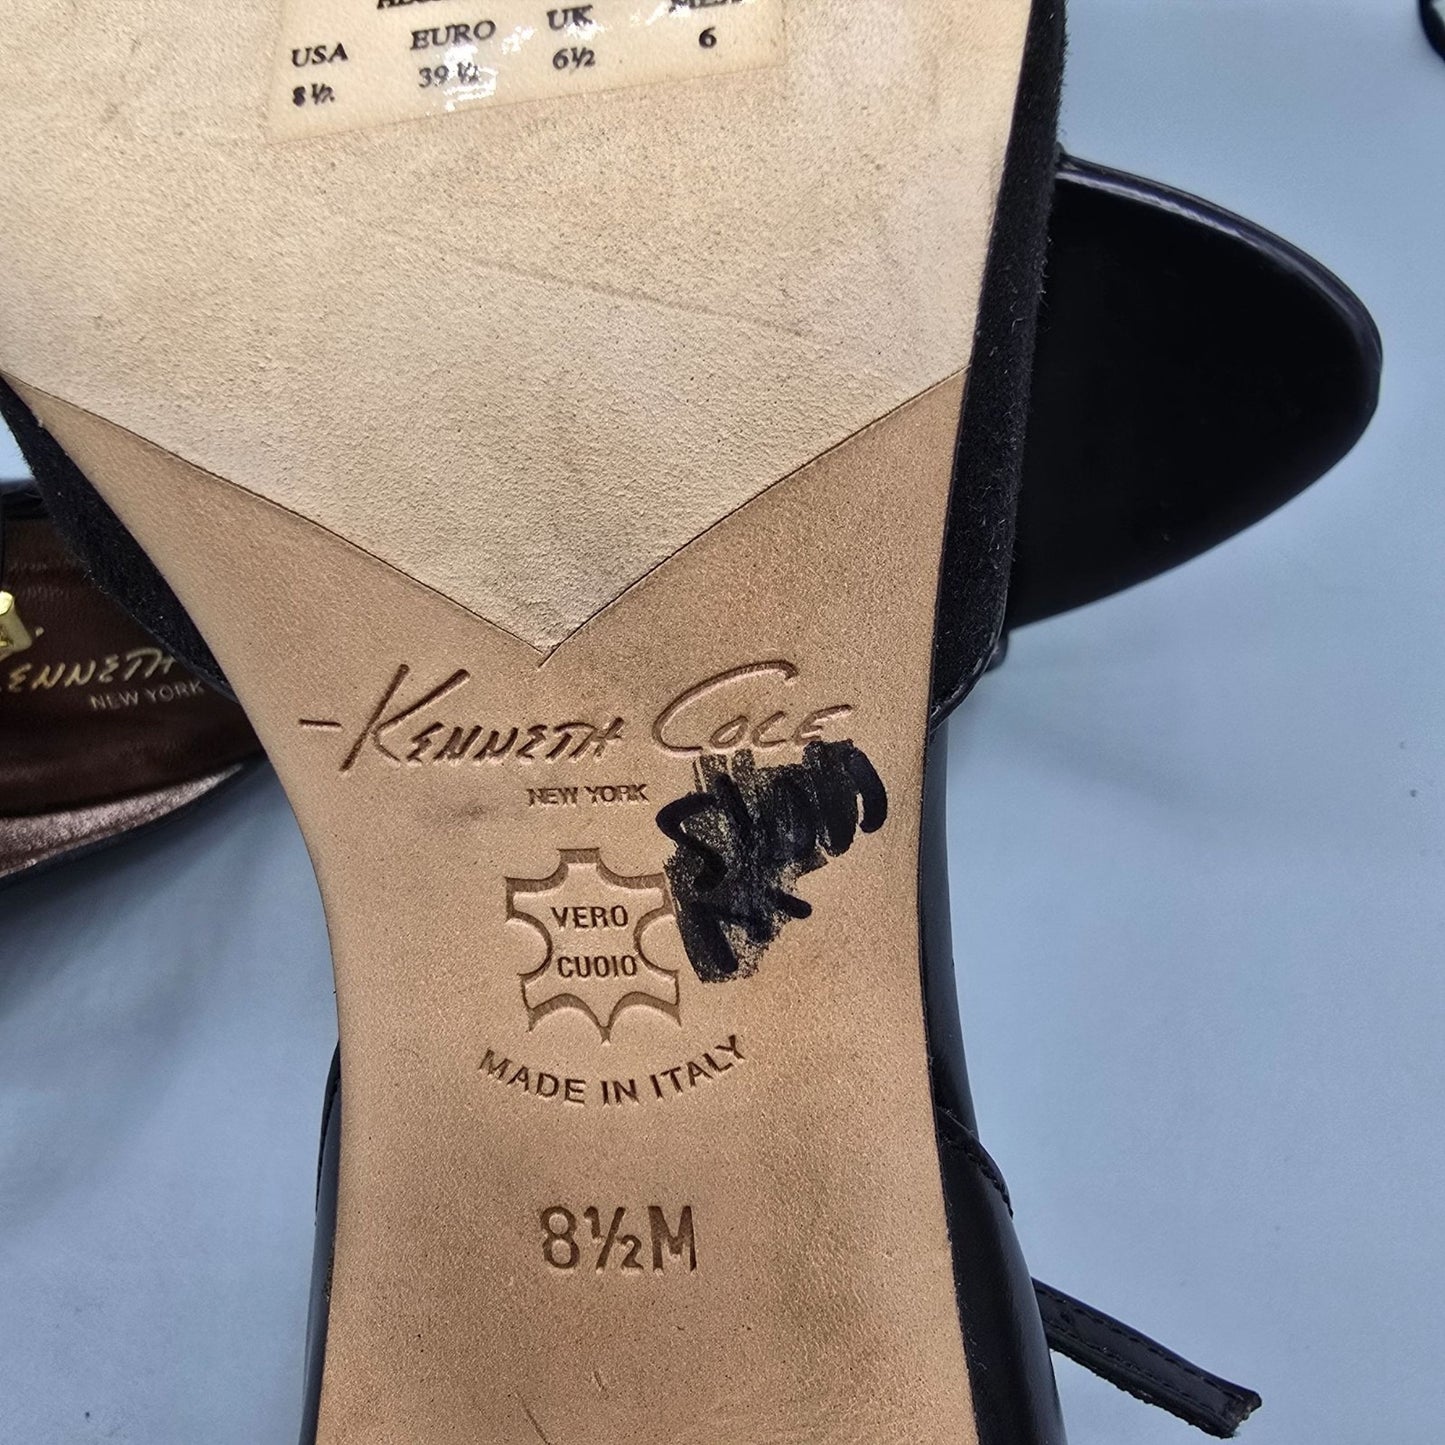 USA EURO UK
8½ 39½ 6½ 6
KENNETH
NEW YORK
KENNETH COLE
NEW YORK
VERO
CUOIO
MADE IN ITALY
8½M